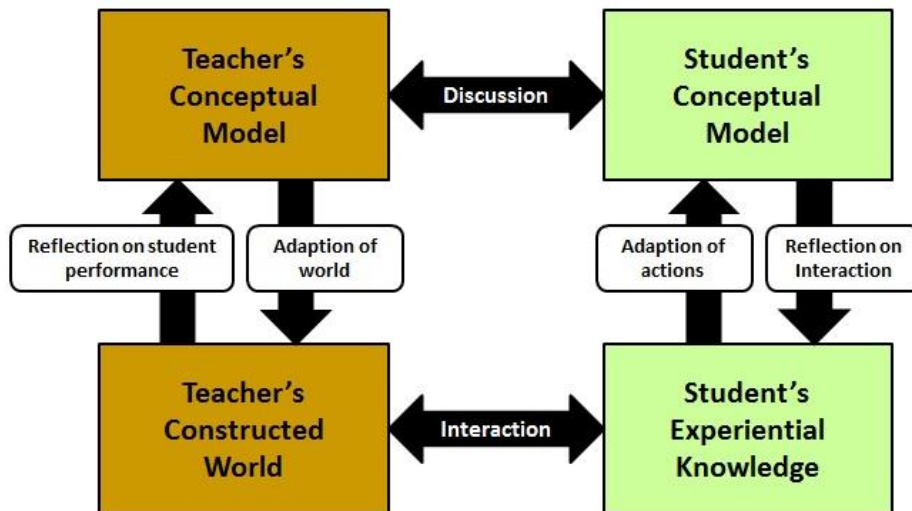 Teacher's
Conceptual
Model
Discussion
Student's
Conceptual
Model
Reflection on student
performance
Adaption of
world
Adaption of
actions
Reflection on
Interaction
Teacher's
Constructed
World
Interaction
Student's
Experiential
Knowledge